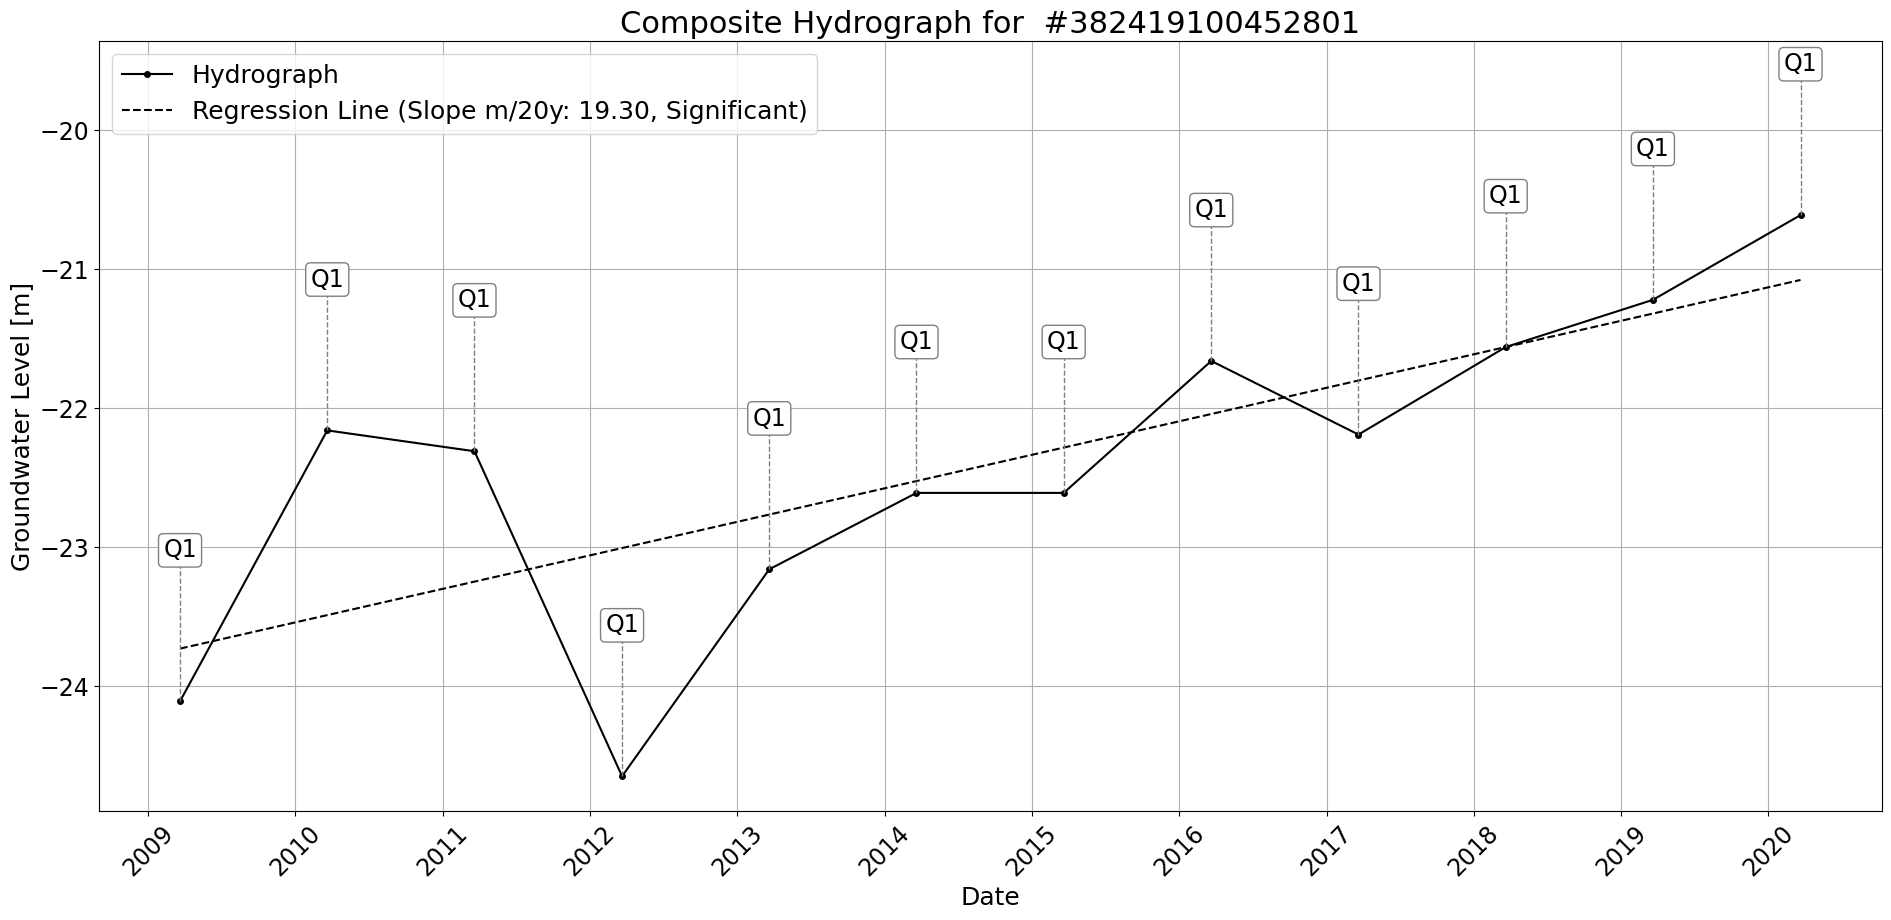 Composite Hydrograph for  #382419100452801
Hydrograph
Regression Line (Slope m/20y: 19.30, Significant)
Groundwater Level [m]
−20
−21
−22
−23
−24
Q1
Q1
Q1
Q1
Q1
Q1
Q1
Q1
Q1
Q1
Q1
Q1
2009
2010
2011
2012
2013
2014
2015
2016
2017
2018
2019
2020
Date